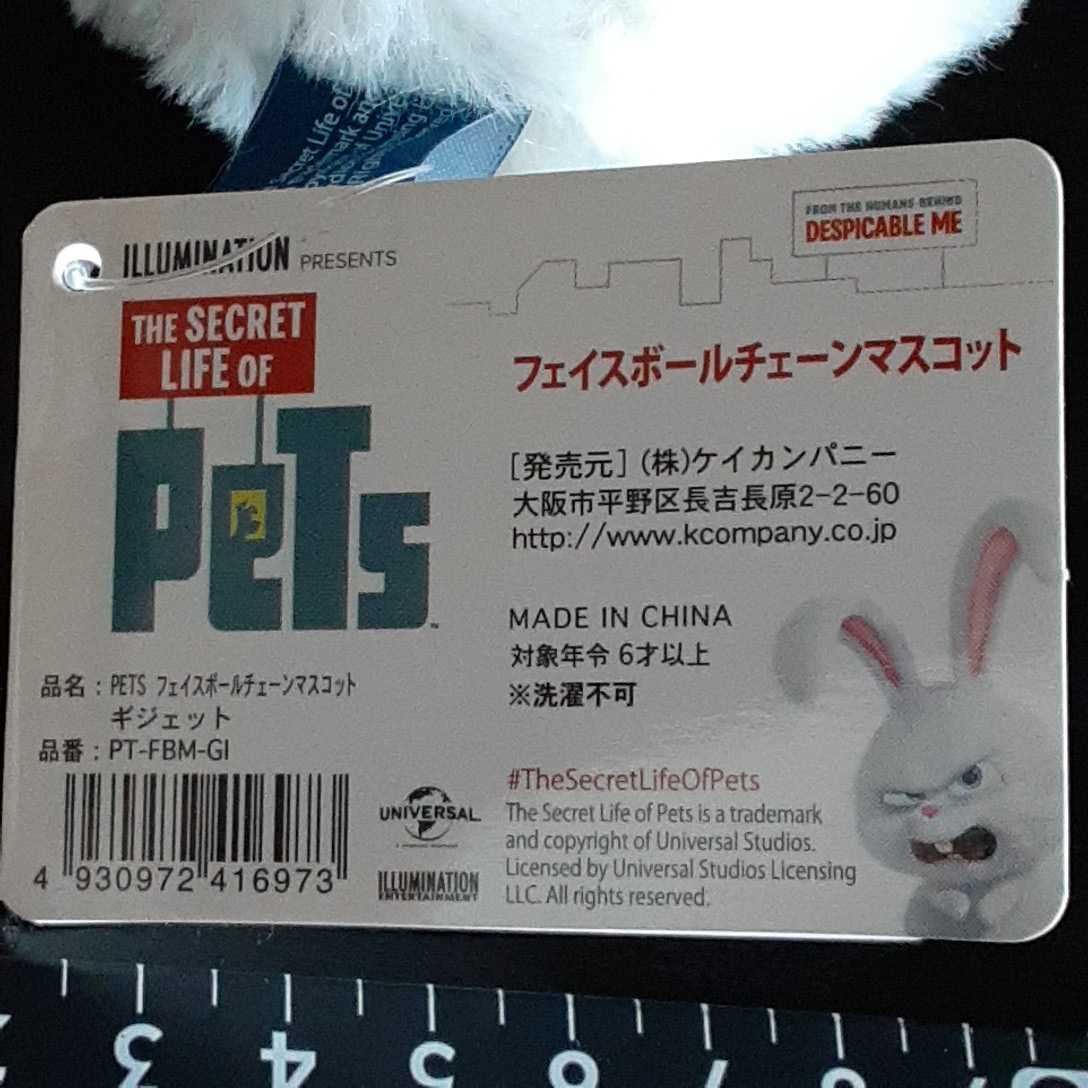 ILLUMINATION PRESENTS
THE SECRET
LIFE OF
PETS
FROM THE HUMANS BEHIND
DESPICABLE ME
フェイスボールチェーンマスコット
[発売元](株)ケイカンパニー
大阪市平野区長吉長原2-2-60
http://www.kcompany.co.jp
MADE IN CHINA
対象年令 6才以上
※洗濯不可
品名:PETS フェイスボールチェーンマスコット
ギジェット
品番:PT-FBM-GI
4 930972 416973
UNIVERSAL
ILLUMINATION
ENTERTAINMENT
#TheSecretLifeOfPets
The Secret Life of Pets is a trademark
and copyright of Universal Studios.
Licensed by Universal Studios Licensing
LLC. All rights reserved.
3 4 5 6 7 8